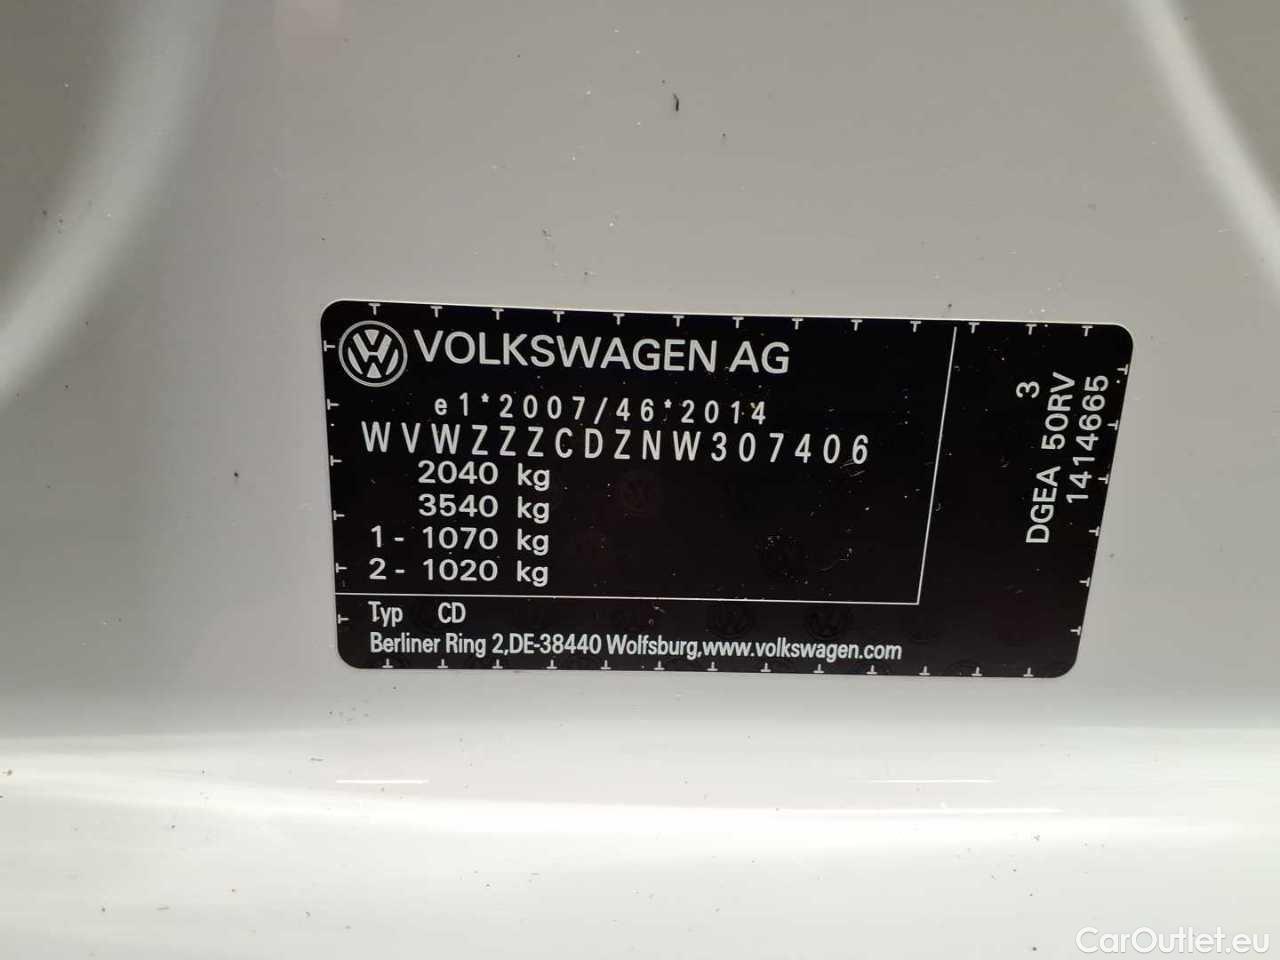 VOLKSWAGEN AG
e1*2007/46*2014
WVWZZZCDZNW307406
2040 kg
3540 kg
1 - 1070 kg
2 - 1020 kg
Typ CD
Berliner Ring 2,DE-38440 Wolfsburg,www.volkswagen.com
3
DGEA 50RV
1414665
CarOutlet.eu